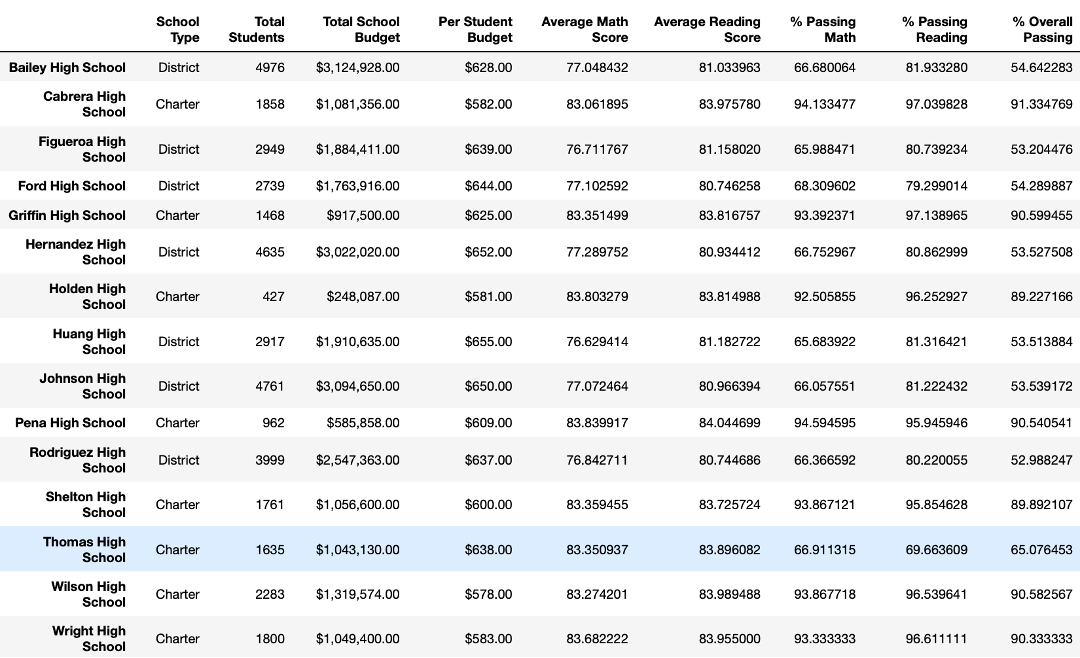 School Type Total Students Total School Budget Per Student Budget Average Math Score Average Reading Score % Passing Math % Passing Reading % Overall Passing
Bailey High School District 4976 $3,124,928.00 $628.00 77.048432 81.033963 66.680064 81.933280 54.642283
Cabrera High School Charter 1858 $1,081,356.00 $582.00 83.061895 83.975780 94.133477 97.039828 91.334769
Figueroa High School District 2949 $1,884,411.00 $639.00 76.711767 81.158020 65.988471 80.739234 53.204476
Ford High School District 2739 $1,763,916.00 $644.00 77.102592 80.746258 68.309602 79.299014 54.289887
Griffin High School Charter 1468 $917,500.00 $625.00 83.351499 83.816757 93.392371 97.138965 90.599455
Hernandez High School District 4635 $3,022,020.00 $652.00 77.289752 80.934412 66.752967 80.862999 53.527508
Holden High School Charter 427 $248,087.00 $581.00 83.803279 83.814988 92.505855 96.252927 89.227166
Huang High School District 2917 $1,910,635.00 $655.00 76.629414 81.182722 65.683922 81.316421 53.513884
Johnson High School District 4761 $3,094,650.00 $650.00 77.072464 80.966394 66.057551 81.222432 53.539172
Pena High School Charter 962 $585,858.00 $609.00 83.839917 84.044699 94.594595 95.945946 90.540541
Rodriguez High School District 3999 $2,547,363.00 $637.00 76.842711 80.744686 66.366592 80.220055 52.988247
Shelton High School Charter 1761 $1,056,600.00 $600.00 83.359455 83.725724 93.867121 95.854628 89.892107
Thomas High School Charter 1635 $1,043,130.00 $638.00 83.350937 83.896082 66.911315 69.663609 65.076453
Wilson High School Charter 2283 $1,319,574.00 $578.00 83.274201 83.989488 93.867718 96.539641 90.582567
Wright High School Charter 1800 $1,049,400.00 $583.00 83.682222 83.955000 93.333333 96.611111 90.333333